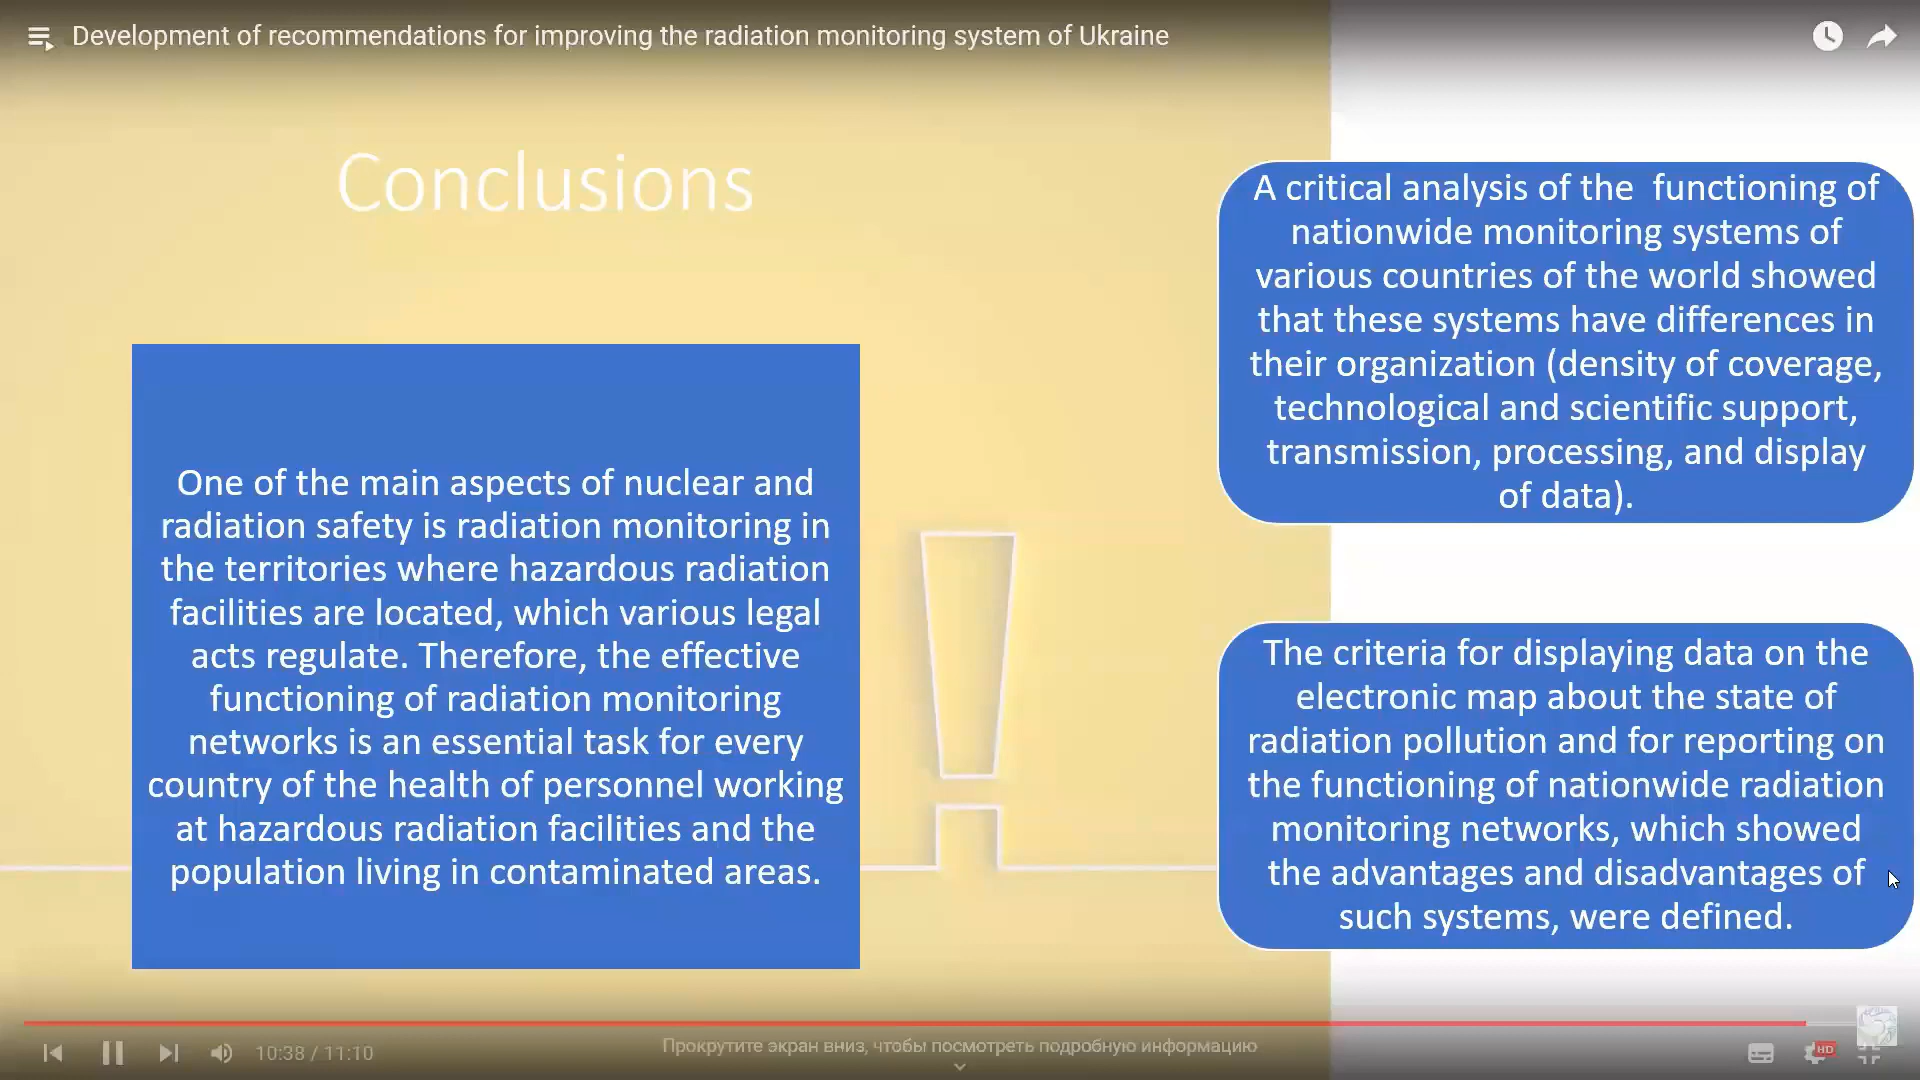 Development of recommendations for improving the radiation monitoring system of Ukraine
Conclusions
One of the main aspects of nuclear and
radiation safety is radiation monitoring in
the territories where hazardous radiation
facilities are located, which various legal
acts regulate. Therefore, the effective
functioning of radiation monitoring
networks is an essential task for every
country of the health of personnel working
at hazardous radiation facilities and the
population living in contaminated areas.
A critical analysis of the functioning of
nationwide monitoring systems of
various countries of the world showed
that these systems have differences in
their organization (density of coverage,
technological and scientific support,
transmission, processing, and display
of data).
The criteria for displaying data on the
electronic map about the state of
radiation pollution and for reporting on
the functioning of nationwide radiation
monitoring networks, which showed
the advantages and disadvantages of
such systems, were defined.
!
10:38 / 11:10
Прокрутите экран вниз, чтобы посмотреть подробную информацию
HD